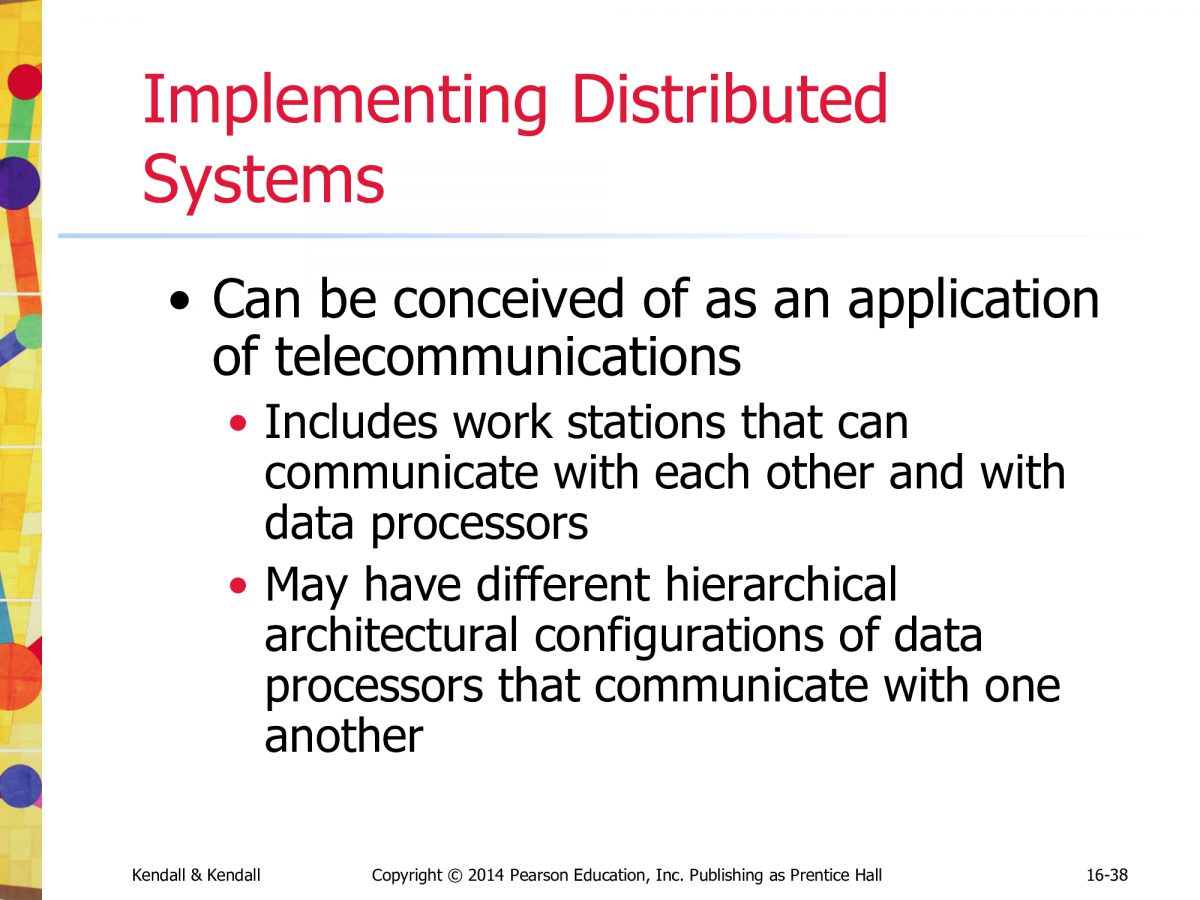 Implementing Distributed
Systems
• Can be conceived of as an application
of telecommunications
• Includes work stations that can
communicate with each other and with
data processors
• May have different hierarchical
architectural configurations of data
processors that communicate with one
another
Kendall & Kendall Copyright © 2014 Pearson Education, Inc. Publishing as Prentice Hall 16-38